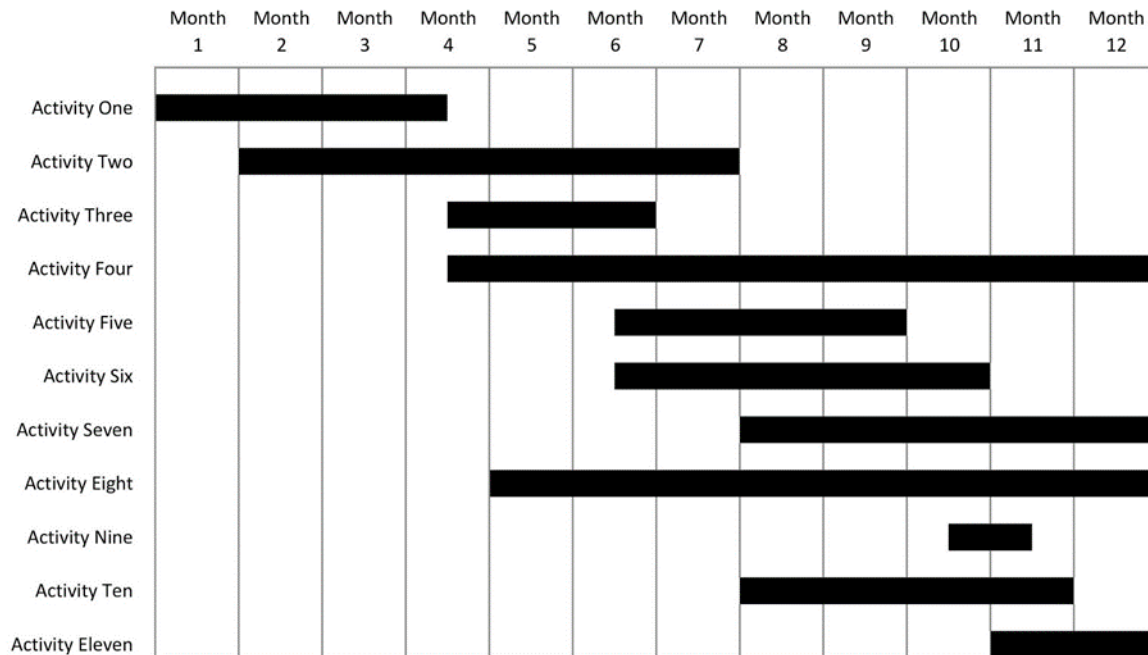 Month Month Month Month Month Month Month Month Month Month Month Month
1 2 3 4 5 6 7 8 9 10 11 12
Activity One
Activity Two
Activity Three
Activity Four
Activity Five
Activity Six
Activity Seven
Activity Eight
Activity Nine
Activity Ten
Activity Eleven